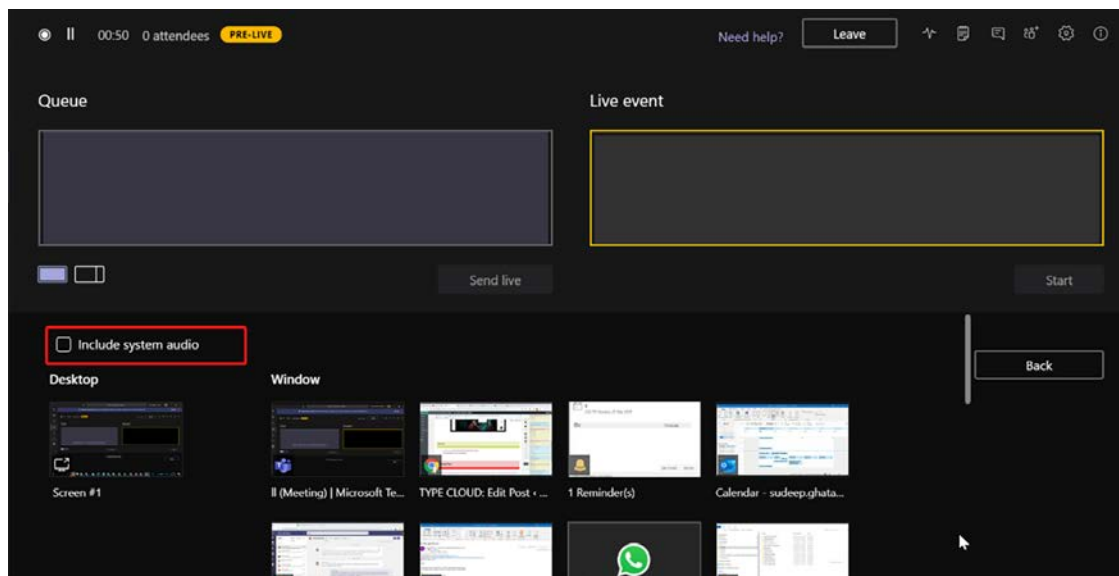 00:50 0 attendees PRE-LIVE Need help? Leave
Queue Live event
Send live Start
Include system audio
Back
Desktop Window
Screen #1 ll (Meeting) | Microsoft Te... TYPE CLOUD: Edit Post ‹ ... 1 Reminder(s) Calendar - sudeep.ghata...